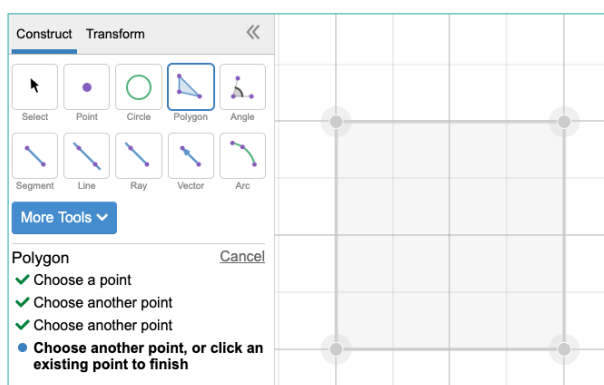 Construct Transform
Select Point Circle Polygon Angle
Segment Line Ray Vector Arc
More Tools
Polygon Cancel
Choose a point
Choose another point
Choose another point
Choose another point, or click an
existing point to finish